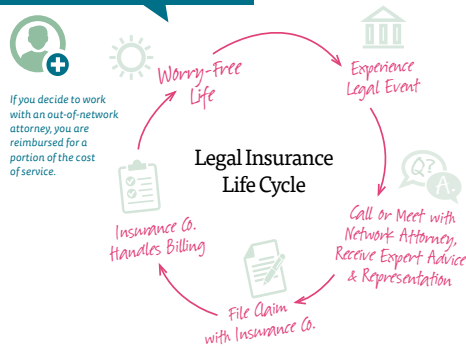 If you decide to work
with an out-of-network
attorney, you are
reimbursed for a
portion of the cost
of service.
Legal Insurance
Life Cycle
Worry-Free
Life
Experience
Legal Event
Q?
A.
Call or Meet with
Network Attorney,
Receive Expert Advice
& Representation
File Claim
with Insurance Co.
Insurance Co.
Handles Billing